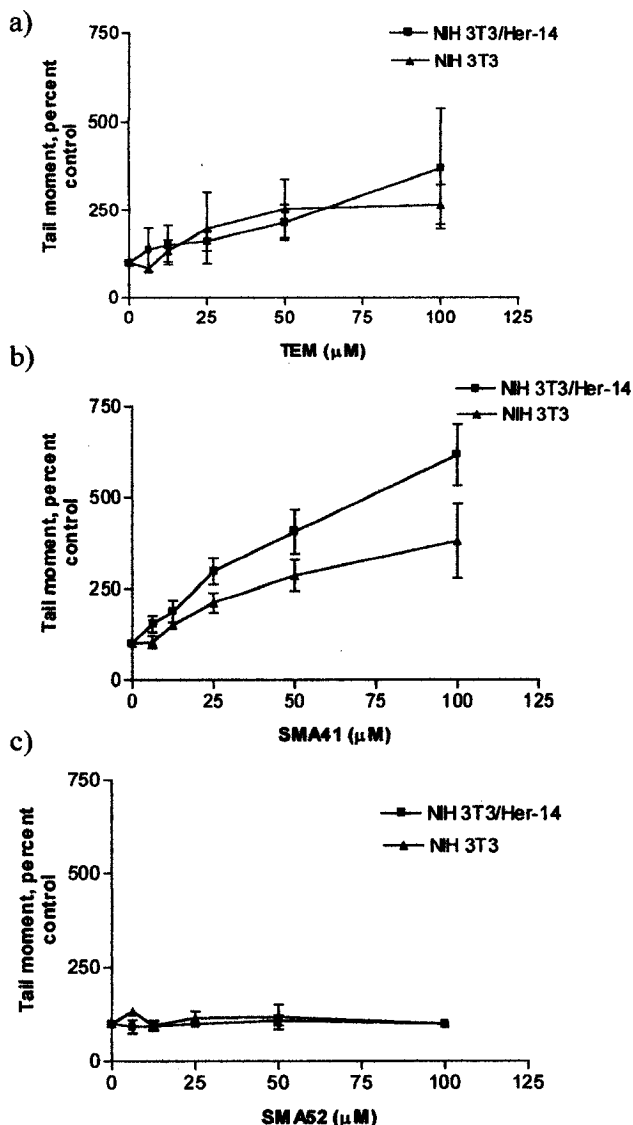 a)
750
500
250
0
Tail moment, percent
control
NIH 3T3/Her-14
NIH 3T3
0 25 50 75 100 125
TEM (μM)
b)
750
500
250
0
Tail moment, percent
control
NIH 3T3/Her-14
NIH 3T3
0 25 50 75 100 125
SMA41 (μM)
c)
750
500
250
0
Tail moment, percent
control
NIH 3T3/Her-14
NIH 3T3
0 25 50 75 100 125
SMA52 (μM)